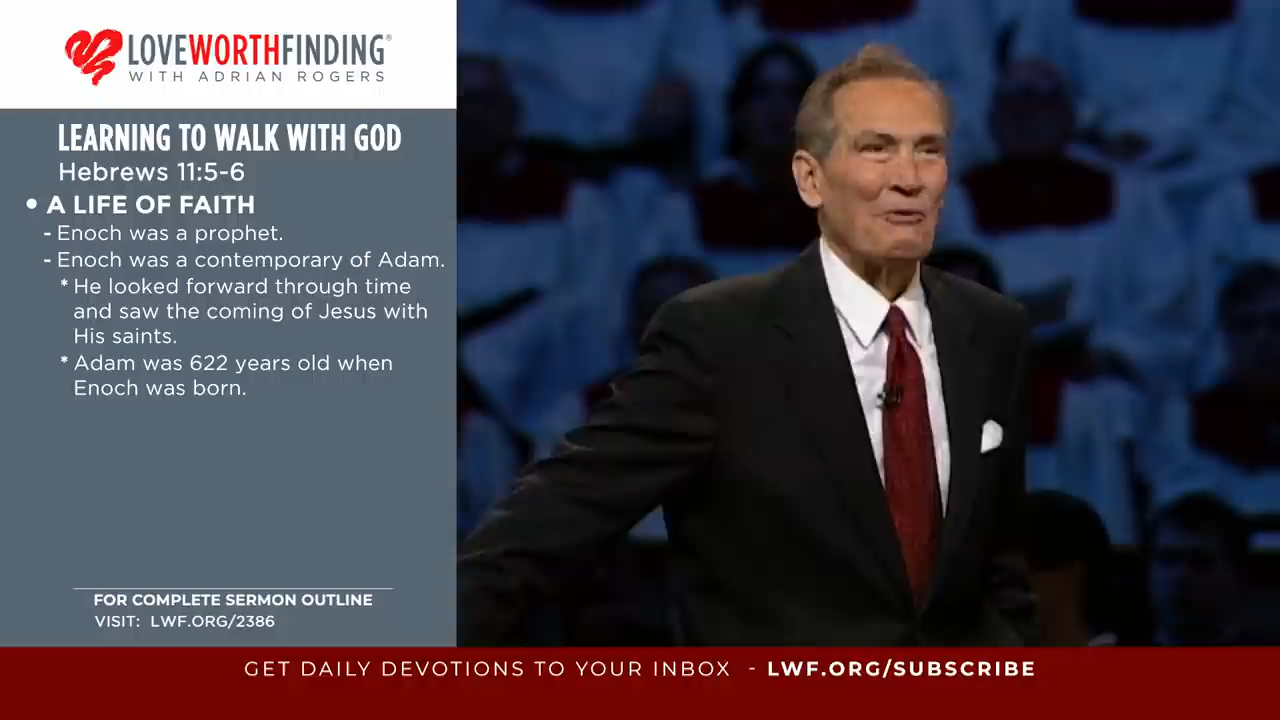 LOVEWORTHFINDING®
WITH ADRIAN ROGERS
LEARNING TO WALK WITH GOD
Hebrews 11:5-6
• A LIFE OF FAITH
- Enoch was a prophet.
- Enoch was a contemporary of Adam.
* He looked forward through time
and saw the coming of Jesus with
His saints.
* Adam was 622 years old when
Enoch was born.
FOR COMPLETE SERMON OUTLINE
VISIT: LWF.ORG/2386
GET DAILY DEVOTIONS TO YOUR INBOX - LWF.ORG/SUBSCRIBE